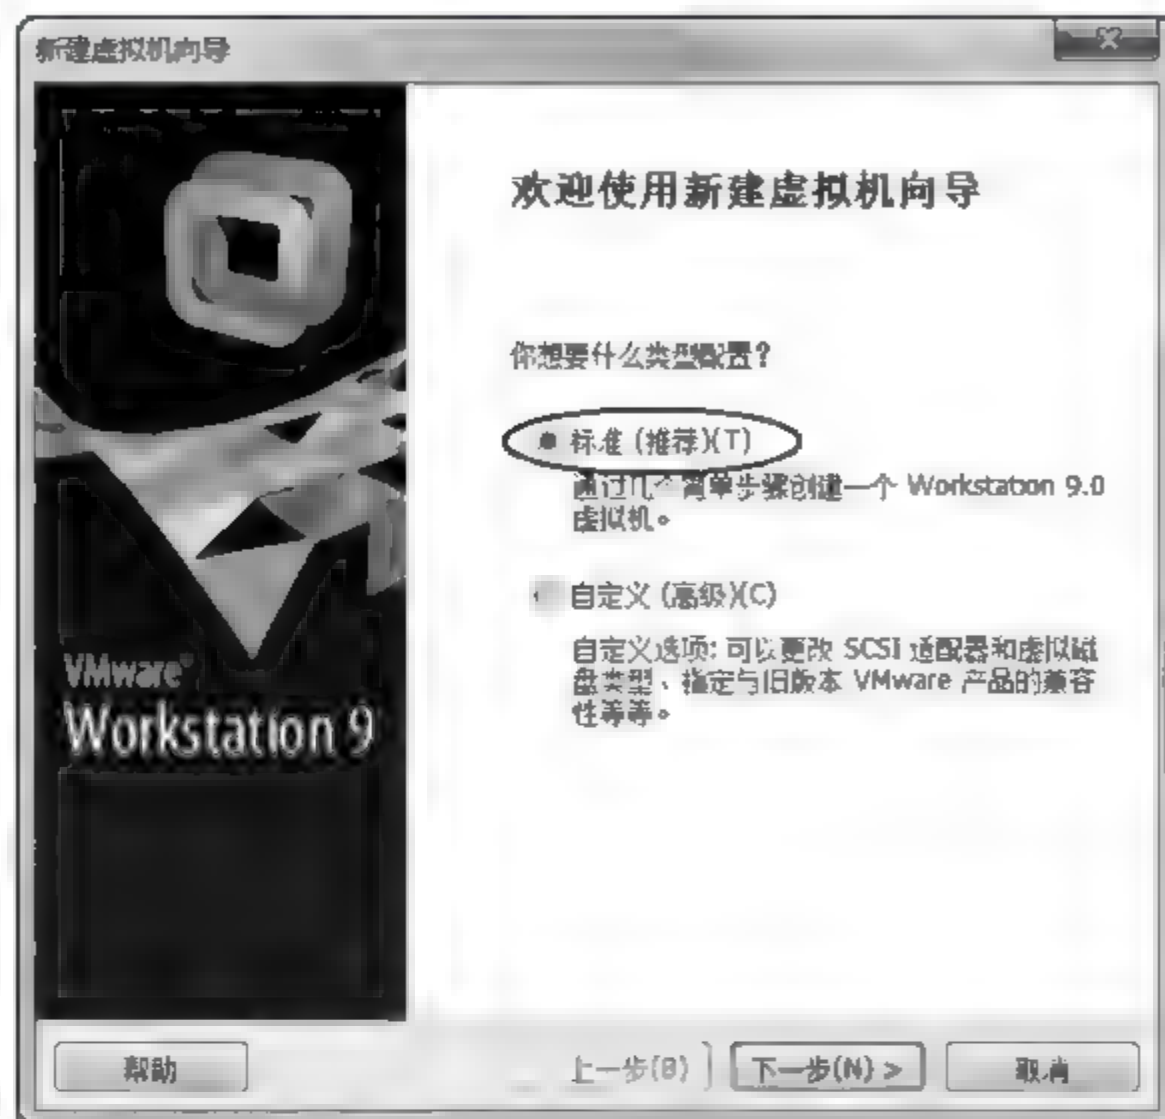 新建虚拟机向导
欢迎使用新建虚拟机向导
你想要什么类型配置?
标准 (推荐)(T)
通过几个简单步骤创建一个 Workstation 9.0
虚拟机。
自定义 (高级)(C)
自定义选项: 可以更改 SCSI 适配器和虚拟磁
盘类型、指定与旧版本 VMware 产品的兼容
性等等。
VMware®
Workstation 9
帮助
上一步(B)
下一步(N) >
取消